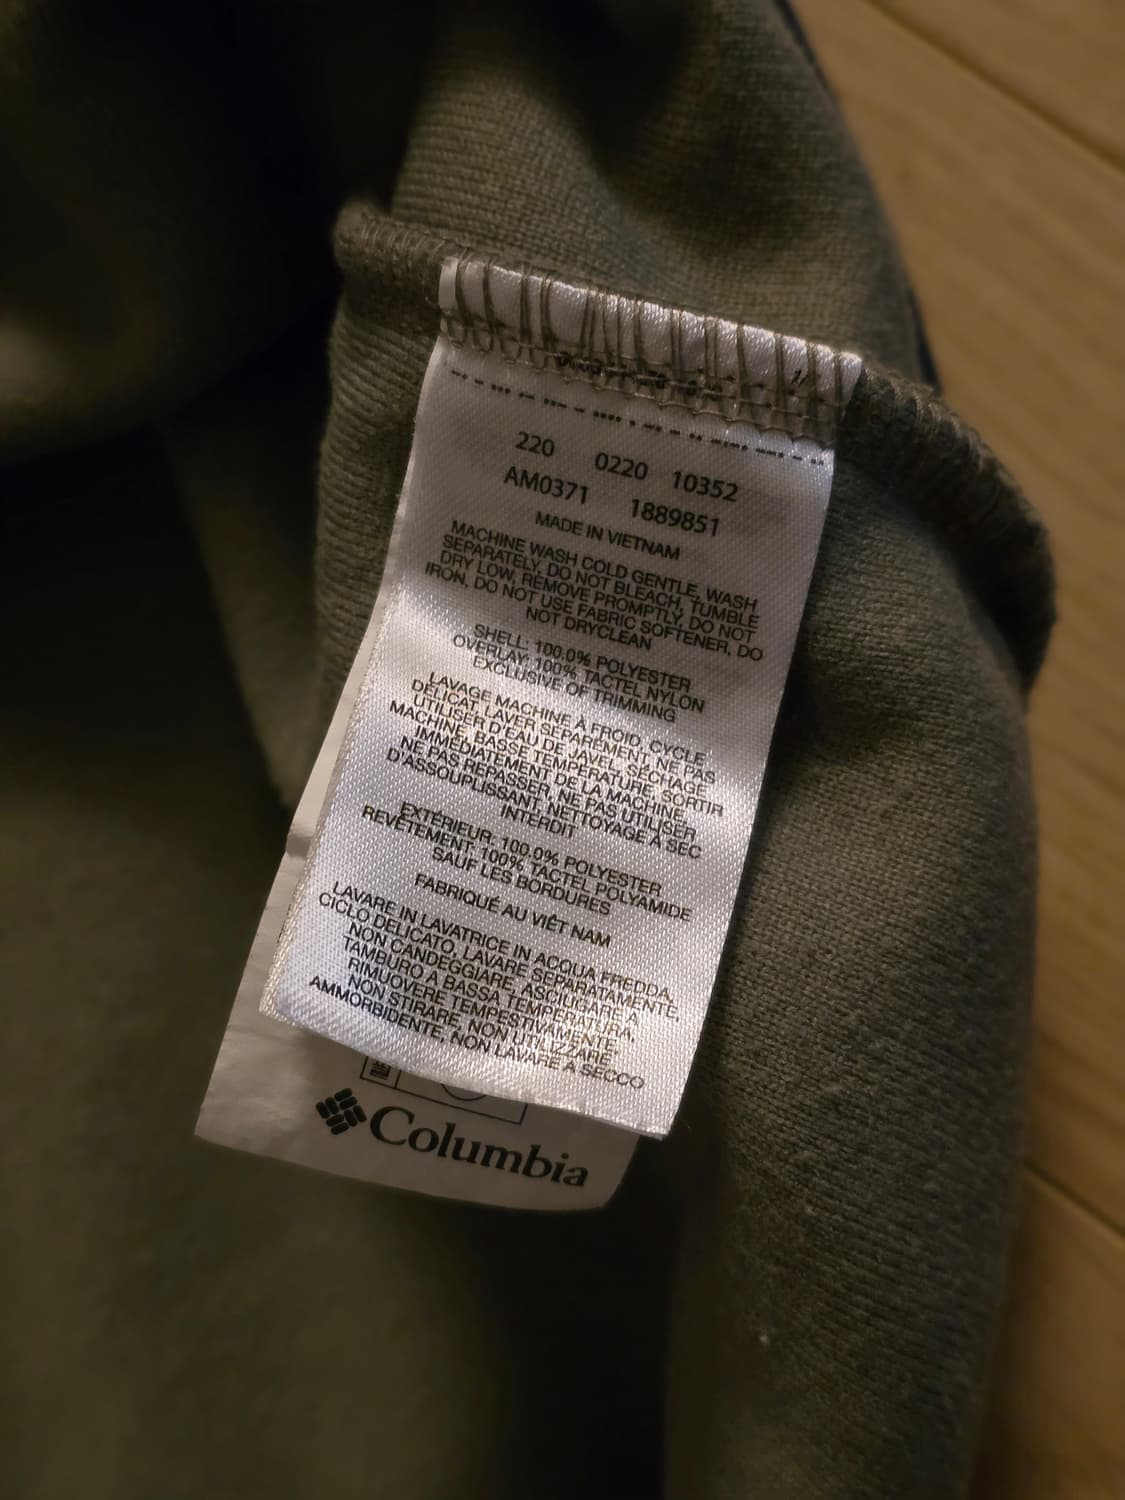 220 0220 10352
AM0371 1889851
MADE IN VIETNAM
MACHINE WASH COLD GENTLE, WASH
SEPARATELY, DO NOT BLEACH, TUMBLE
DRY LOW, REMOVE PROMPTLY, DO NOT
IRON, DO NOT USE FABRIC SOFTENER, DO
NOT DRYCLEAN
SHELL: 100.0% POLYESTER
OVERLAY: 100% TACTEL NYLON
EXCLUSIVE OF TRIMMING
LAVAGE MACHINE À FROID, CYCLE
DÉLICAT, LAVER SÉPARÉMENT, NE PAS
UTILISER D'EAU DE JAVEL, SÉCHAGE
MACHINE, BASSE TEMPÉRATURE, SORTIR
IMMÉDIATEMENT DE LA MACHINE,
NE PAS REPASSER, NE PAS UTILISER
D'ASSOUPLISSANT, NETTOYAGE À SEC
INTERDIT
EXTÉRIEUR: 100.0% POLYESTER
REVÊTEMENT: 100% TACTEL POLYAMIDE
SAUF LES BORDURES
FABRIQUÉ AU VIÊT NAM
LAVARE IN LAVATRICE IN ACQUA FREDDA,
CICLO DELICATO, LAVARE SEPARATAMENTE,
NON CANDEGGIARE, ASCIUGARE A
TAMBURO A BASSA TEMPERATURA,
RIMUOVERE TEMPESTIVAMENTE,
NON STIRARE, NON UTILIZZARE
AMMORBIDENTE, NON LAVARE A SECCO
Columbia